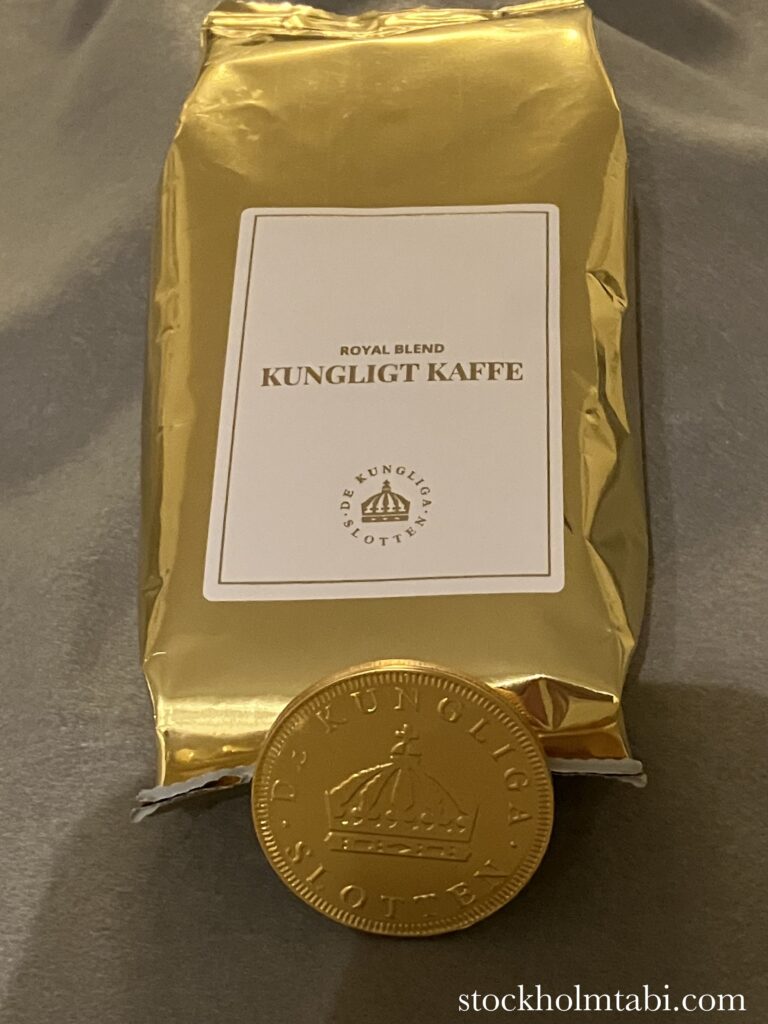 ROYAL BLEND
KUNGLIGT KAFFE
· DE KUNGLIGA · SLOTTEN
· DE KUNGLIGA · SLOTTEN
stockholmtabi.com